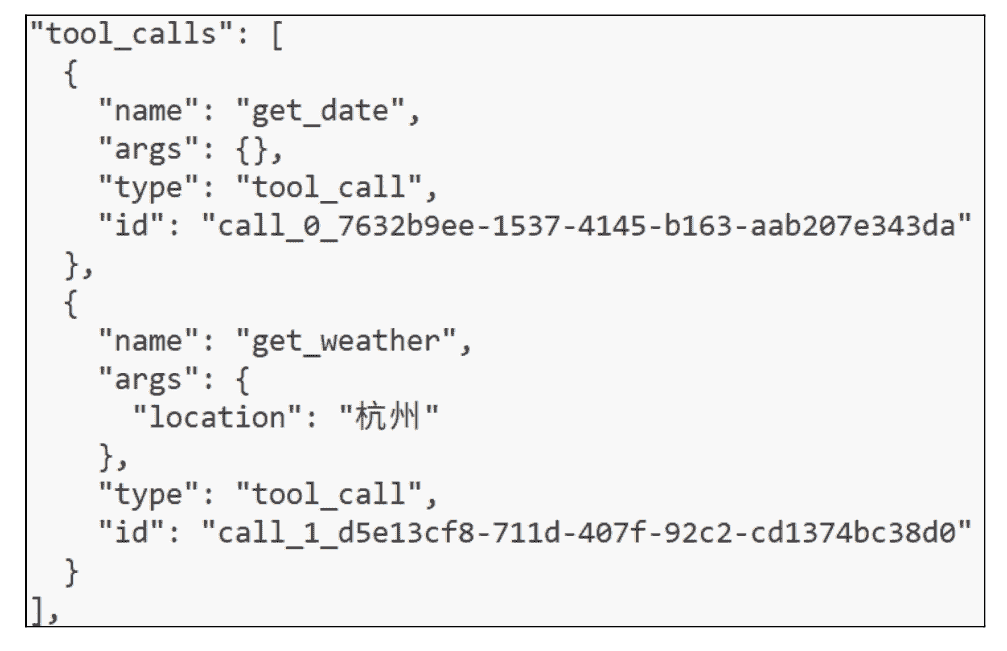 "tool_calls": [
  {
    "name": "get_date",
    "args": {},
    "type": "tool_call",
    "id": "call_0_7632b9ee-1537-4145-b163-aab207e343da"
  },
  {
    "name": "get_weather",
    "args": {
      "location": "杭州"
    },
    "type": "tool_call",
    "id": "call_1_d5e13cf8-711d-407f-92c2-cd1374bc38d0"
  }
],